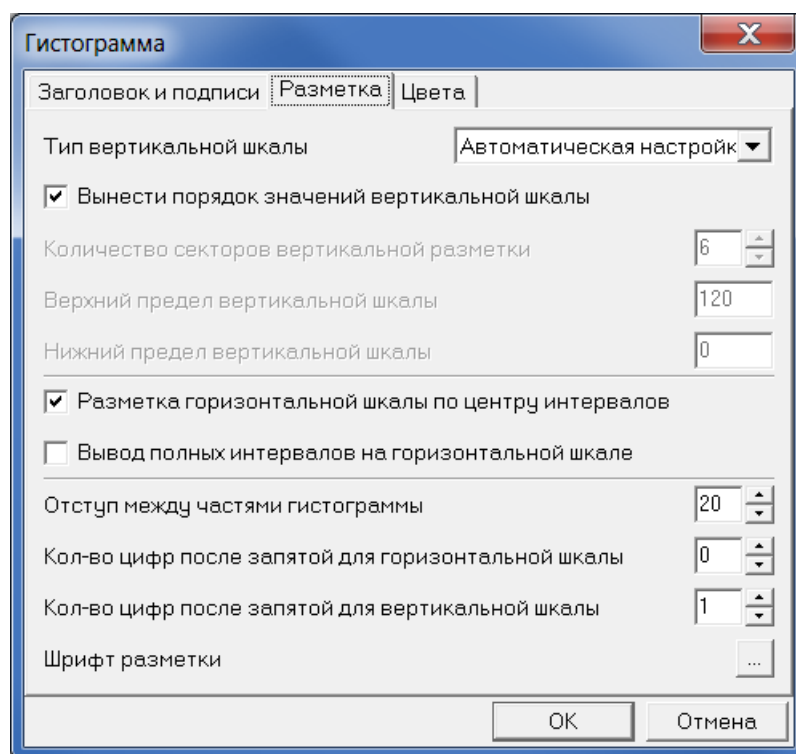 Гистограмма
Заголовок и подписи Разметка Цвета
Тип вертикальной шкалы Автоматическая настройк
Вынести порядок значений вертикальной шкалы
Количество секторов вертикальной разметки 6
Верхний предел вертикальной шкалы 120
Нижний предел вертикальной шкалы 0
Разметка горизонтальной шкалы по центру интервалов
Вывод полных интервалов на горизонтальной шкале
Отступ между частями гистограммы 20
Кол-во цифр после запятой для горизонтальной шкалы 0
Кол-во цифр после запятой для вертикальной шкалы 1
Шрифт разметки ...
OK Отмена